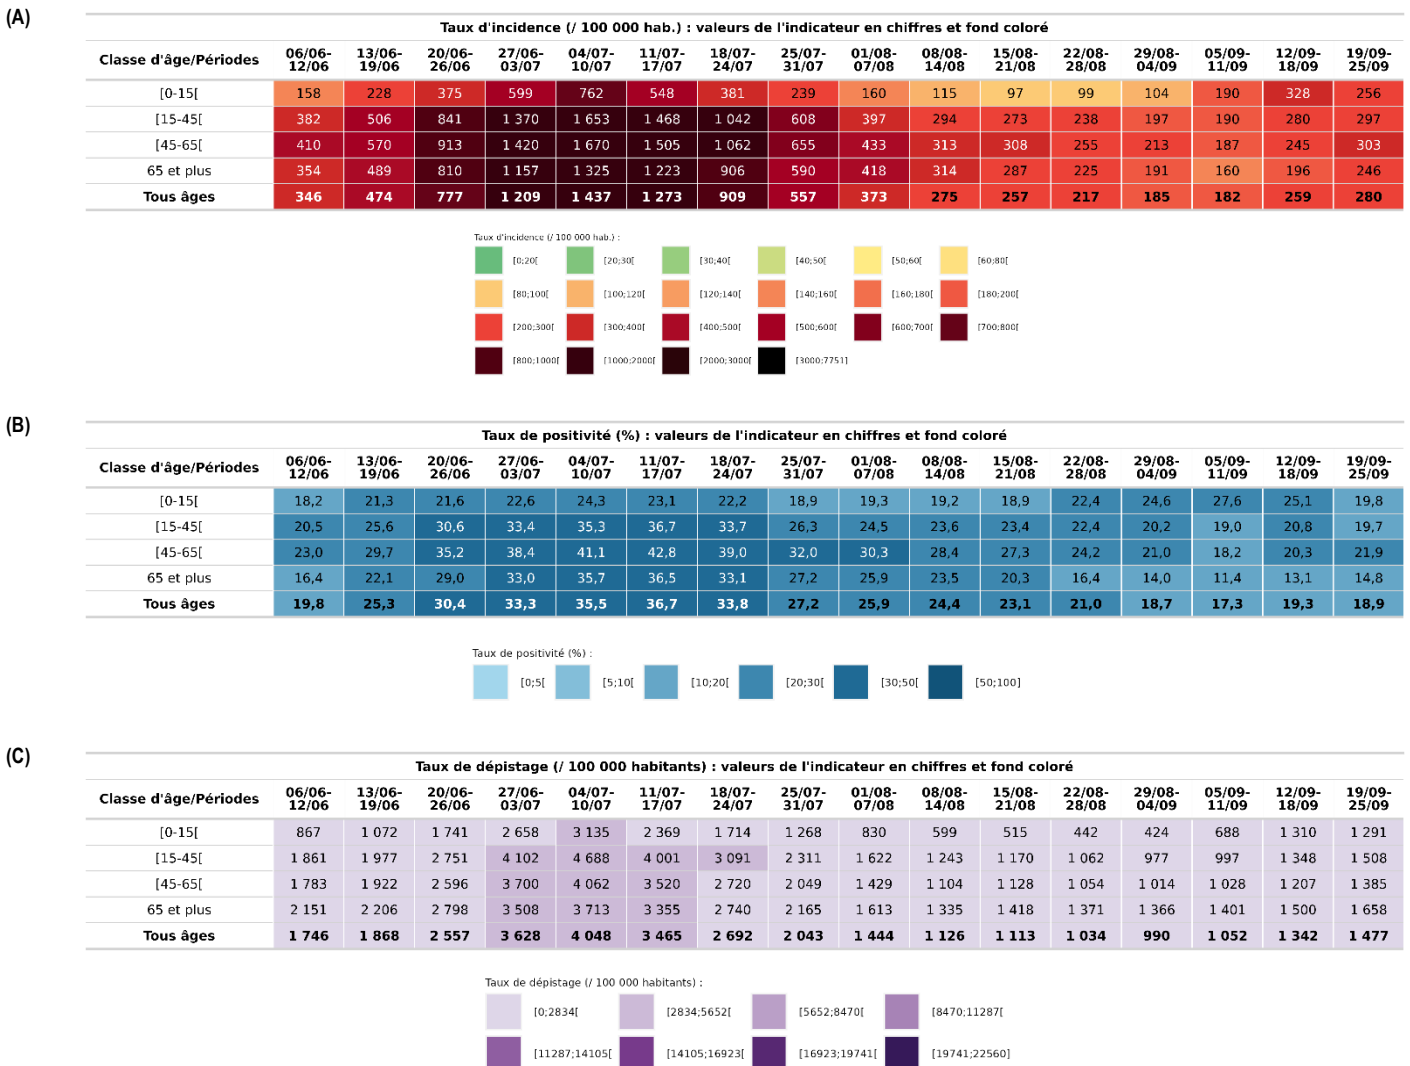 (A)
Taux d'incidence (/ 100 000 hab.) : valeurs de l'indicateur en chiffres et fond coloré
Classe d'âge/Périodes 06/06-12/06 13/06-19/06 20/06-26/06 27/06-03/07 04/07-10/07 11/07-17/07 18/07-24/07 25/07-31/07 01/08-07/08 08/08-14/08 15/08-21/08 22/08-28/08 29/08-04/09 05/09-11/09 12/09-18/09 19/09-25/09
[0-15[ 158 228 375 599 762 548 381 239 160 115 97 99 104 190 328 256
[15-45[ 382 506 841 1 370 1 653 1 468 1 042 608 397 294 273 238 197 190 280 297
[45-65[ 410 570 913 1 420 1 670 1 505 1 062 655 433 313 308 255 213 187 245 303
65 et plus 354 489 810 1 157 1 325 1 223 906 590 418 314 287 225 191 160 196 246
Tous âges 346 474 777 1 209 1 437 1 273 909 557 373 275 257 217 185 182 259 280
Taux d'incidence (/ 100 000 hab.) :
[0;20[ [20;30[ [30;40[ [40;50[ [50;60[ [60;80[
[80;100[ [100;120[ [120;140[ [140;160[ [160;180[ [180;200[
[200;300[ [300;400[ [400;500[ [500;600[ [600;700[ [700;800[
[800;1000[ [1000;2000[ [2000;3000[ [3000;7751]
(B)
Taux de positivité (%) : valeurs de l'indicateur en chiffres et fond coloré
Classe d'âge/Périodes 06/06-12/06 13/06-19/06 20/06-26/06 27/06-03/07 04/07-10/07 11/07-17/07 18/07-24/07 25/07-31/07 01/08-07/08 08/08-14/08 15/08-21/08 22/08-28/08 29/08-04/09 05/09-11/09 12/09-18/09 19/09-25/09
[0-15[ 18,2 21,3 21,6 22,6 24,3 23,1 22,2 18,9 19,3 19,2 18,9 22,4 24,6 27,6 25,1 19,8
[15-45[ 20,5 25,6 30,6 33,4 35,3 36,7 33,7 26,3 24,5 23,6 23,4 22,4 20,2 19,0 20,8 19,7
[45-65[ 23,0 29,7 35,2 38,4 41,1 42,8 39,0 32,0 30,3 28,4 27,3 24,2 21,0 18,2 20,3 21,9
65 et plus 16,4 22,1 29,0 33,0 35,7 36,5 33,1 27,2 25,9 23,5 20,3 16,4 14,0 11,4 13,1 14,8
Tous âges 19,8 25,3 30,4 33,3 35,5 36,7 33,8 27,2 25,9 24,4 23,1 21,0 18,7 17,3 19,3 18,9
Taux de positivité (%) :
[0;5[ [5;10[ [10;20[ [20;30[ [30;50[ [50;100]
(C)
Taux de dépistage (/ 100 000 habitants) : valeurs de l'indicateur en chiffres et fond coloré
Classe d'âge/Périodes 06/06-12/06 13/06-19/06 20/06-26/06 27/06-03/07 04/07-10/07 11/07-17/07 18/07-24/07 25/07-31/07 01/08-07/08 08/08-14/08 15/08-21/08 22/08-28/08 29/08-04/09 05/09-11/09 12/09-18/09 19/09-25/09
[0-15[ 867 1 072 1 741 2 658 3 135 2 369 1 714 1 268 830 599 515 442 424 688 1 310 1 291
[15-45[ 1 861 1 977 2 751 4 102 4 688 4 001 3 091 2 311 1 622 1 243 1 170 1 062 977 997 1 348 1 508
[45-65[ 1 783 1 922 2 596 3 700 4 062 3 520 2 720 2 049 1 429 1 104 1 128 1 054 1 014 1 028 1 207 1 385
65 et plus 2 151 2 206 2 798 3 508 3 713 3 355 2 740 2 165 1 613 1 335 1 418 1 371 1 366 1 401 1 500 1 658
Tous âges 1 746 1 868 2 557 3 628 4 048 3 465 2 692 2 043 1 444 1 126 1 113 1 034 990 1 052 1 342 1 477
Taux de dépistage (/ 100 000 habitants) :
[0;2834[ [2834;5652[ [5652;8470[ [8470;11287[
[11287;14105[ [14105;16923[ [16923;19741[ [19741;22560]